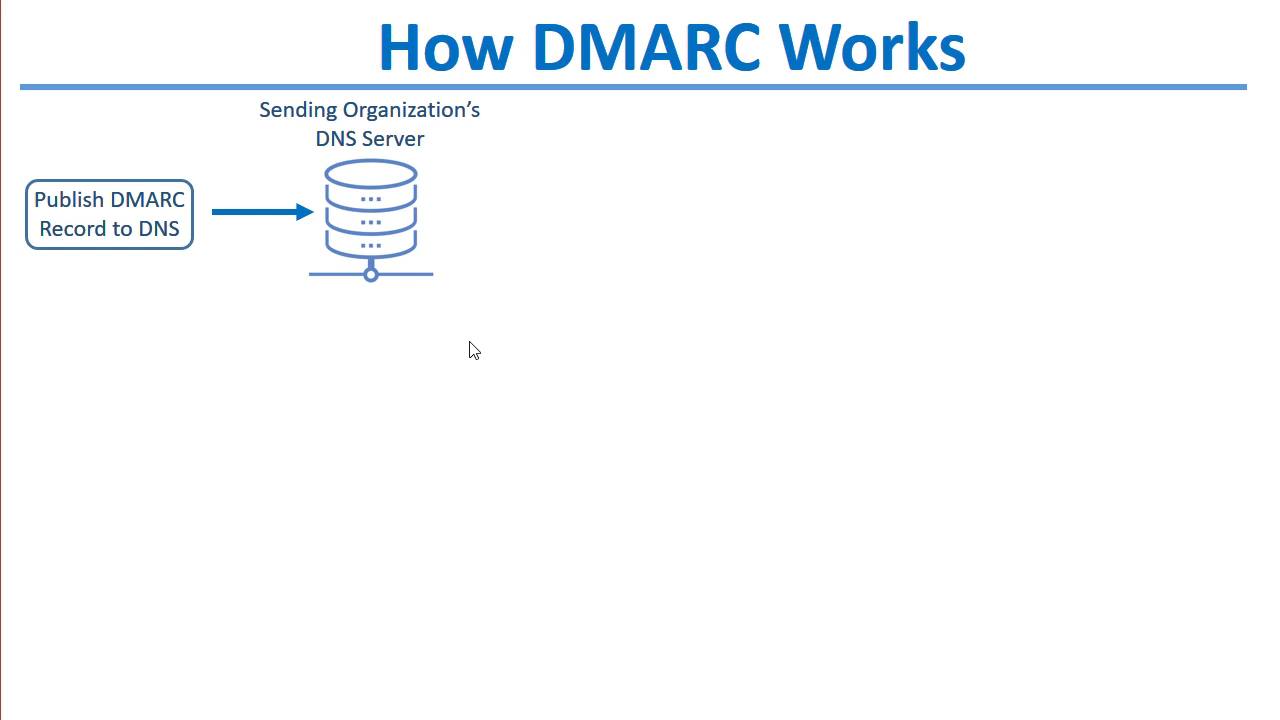 How DMARC Works
Sending Organization’s
DNS Server
Publish DMARC
Record to DNS